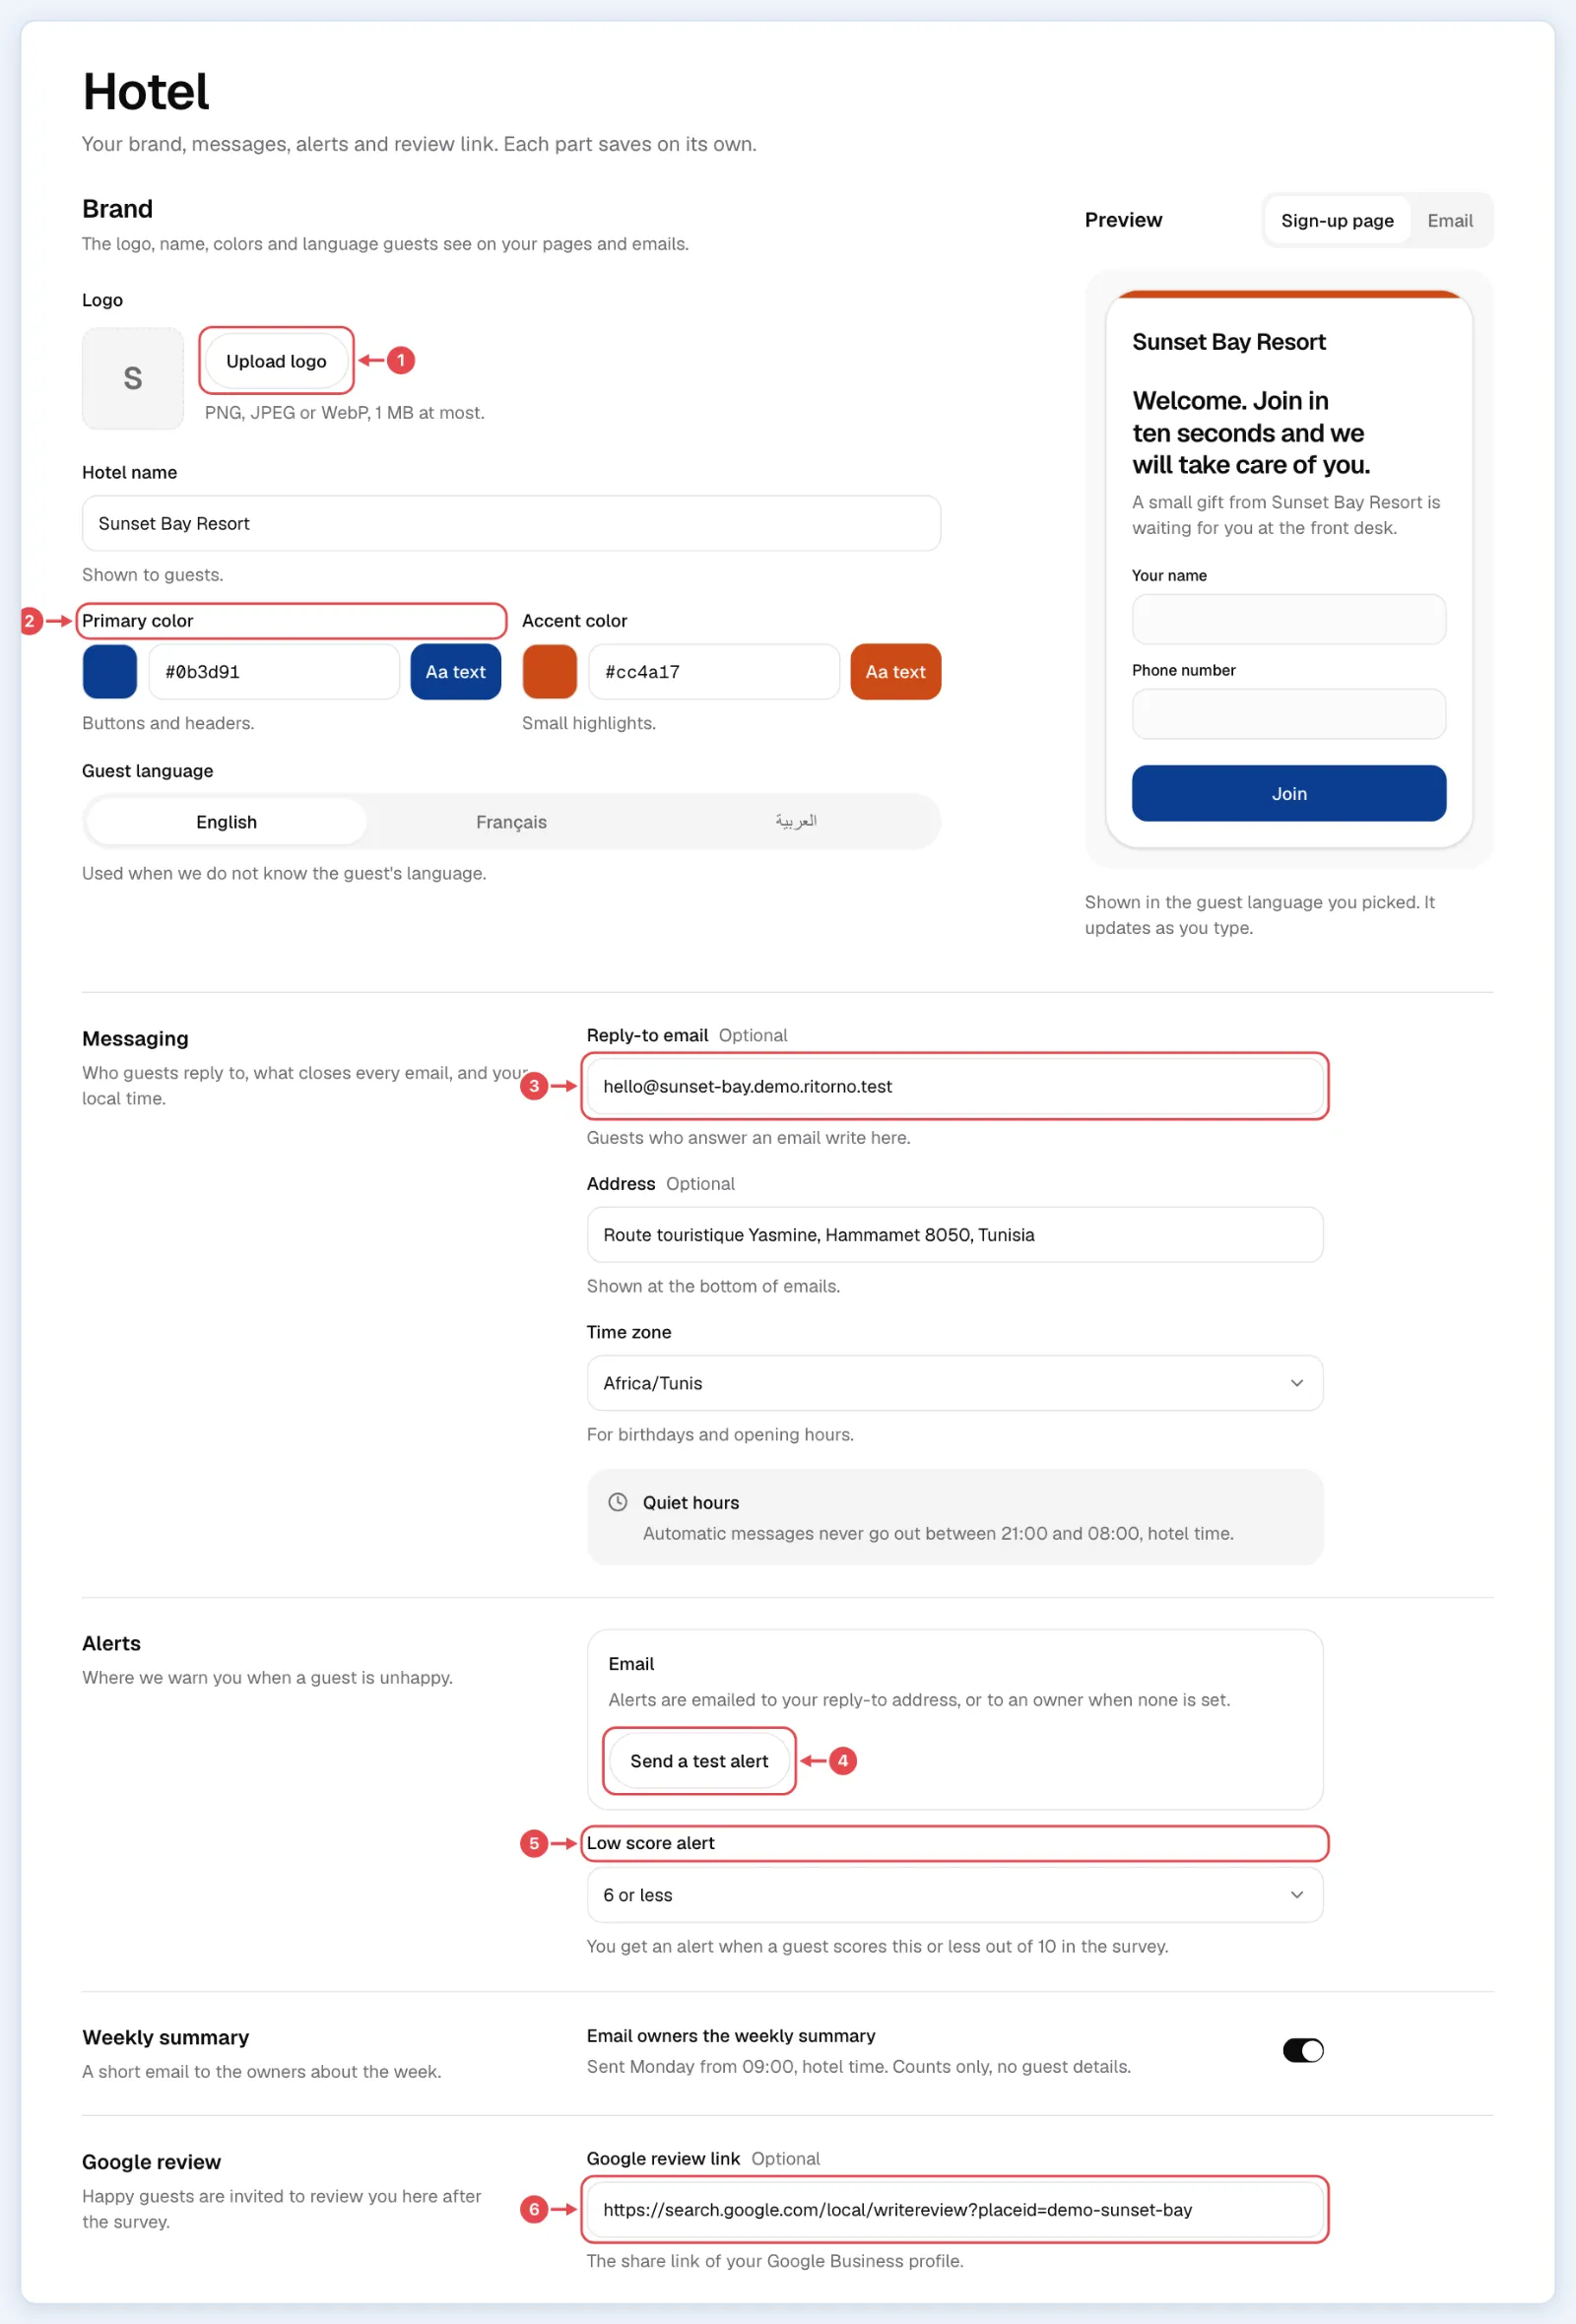 Hotel
Your brand, messages, alerts and review link. Each part saves on its own.
Brand
The logo, name, colors and language guests see on your pages and emails.
Logo
S
Upload logo
1
PNG, JPEG or WebP, 1 MB at most.
Hotel name
Sunset Bay Resort
Shown to guests.
2
Primary color
#0b3d91
Aa text
Buttons and headers.
Accent color
#cc4a17
Aa text
Small highlights.
Guest language
English
Français
العربية
Used when we do not know the guest's language.
Preview
Sign-up page
Email
Sunset Bay Resort
Welcome. Join in
ten seconds and we
will take care of you.
A small gift from Sunset Bay Resort is
waiting for you at the front desk.
Your name
Phone number
Join
Shown in the guest language you picked. It
updates as you type.
Messaging
Who guests reply to, what closes every email, and your
local time.
Reply-to email Optional
3
hello@sunset-bay.demo.ritorno.test
Guests who answer an email write here.
Address Optional
Route touristique Yasmine, Hammamet 8050, Tunisia
Shown at the bottom of emails.
Time zone
Africa/Tunis
For birthdays and opening hours.
Quiet hours
Automatic messages never go out between 21:00 and 08:00, hotel time.
Alerts
Where we warn you when a guest is unhappy.
Email
Alerts are emailed to your reply-to address, or to an owner when none is set.
Send a test alert
4
5
Low score alert
6 or less
You get an alert when a guest scores this or less out of 10 in the survey.
Weekly summary
A short email to the owners about the week.
Email owners the weekly summary
Sent Monday from 09:00, hotel time. Counts only, no guest details.
Google review
Happy guests are invited to review you here after
the survey.
Google review link Optional
6
https://search.google.com/local/writereview?placeid=demo-sunset-bay
The share link of your Google Business profile.